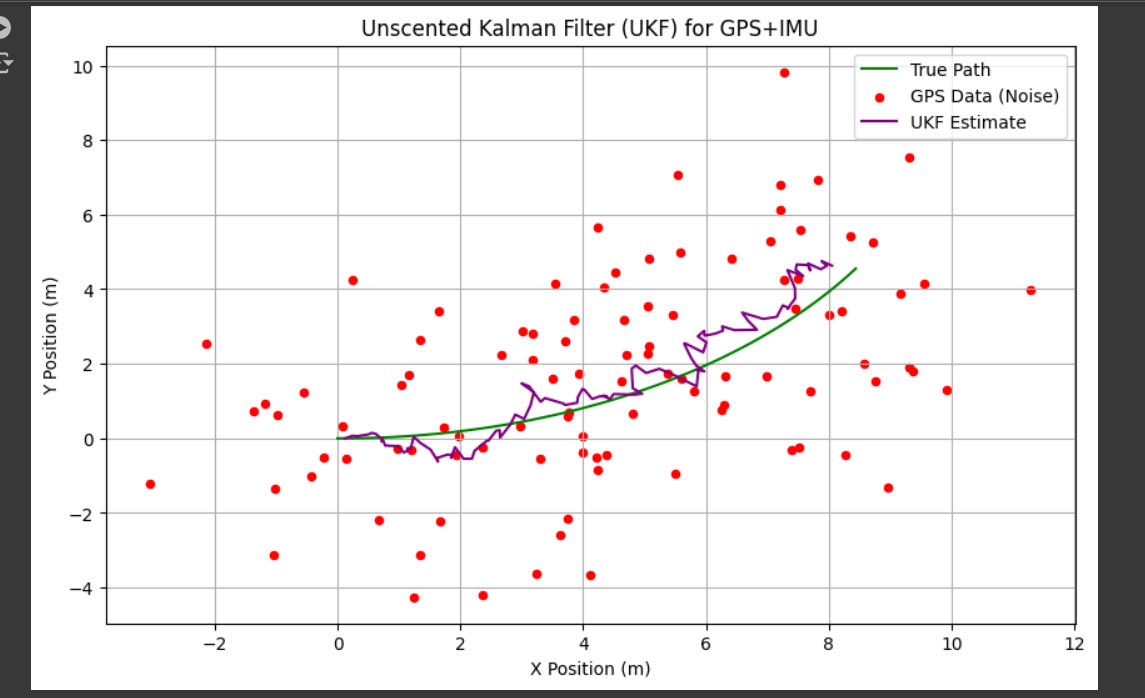 Unscented Kalman Filter (UKF) for GPS+IMU
True Path
GPS Data (Noise)
UKF Estimate
10
8
6
4
2
0
−2
−4
Y Position (m)
−2
0
2
4
6
8
10
12
X Position (m)